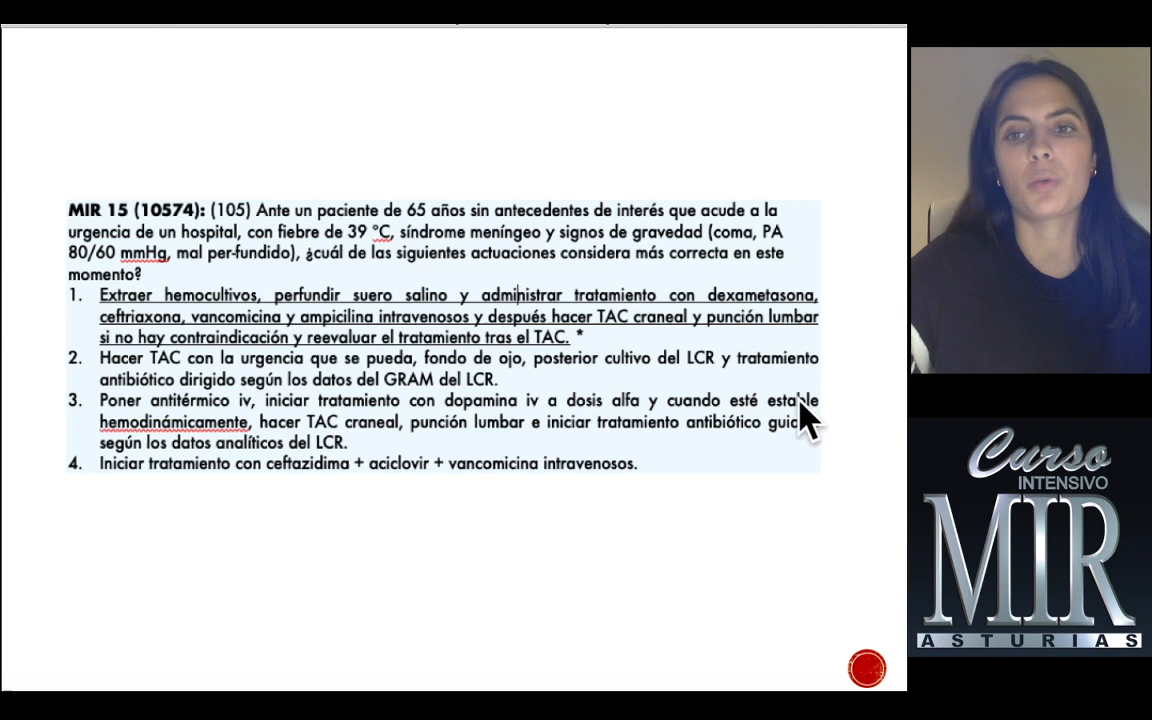 MIR 15 (10574): (105) Ante un paciente de 65 años sin antecedentes de interés que acude a la
urgencia de un hospital, con fiebre de 39 °C, síndrome meníngeo y signos de gravedad (coma, PA
80/60 mmHg, mal per-fundido), ¿cuál de las siguientes actuaciones considera más correcta en este
momento?
1. Extraer hemocultivos, perfundir suero salino y administrar tratamiento con dexametasona,
ceftriaxona, vancomicina y ampicilina intravenosos y después hacer TAC craneal y punción lumbar
si no hay contraindicación y reevaluar el tratamiento tras el TAC. *
2. Hacer TAC con la urgencia que se pueda, fondo de ojo, posterior cultivo del LCR y tratamiento
antibiótico dirigido según los datos del GRAM del LCR.
3. Poner antitérmico iv, iniciar tratamiento con dopamina iv a dosis alfa y cuando esté estable
hemodinámicamente, hacer TAC craneal, punción lumbar e iniciar tratamiento antibiótico
según los datos analíticos del LCR.
4. Iniciar tratamiento con ceftazidima + aciclovir + vancomicina intravenosos.
Curso
INTENSIVO
MIR
ASTURIAS